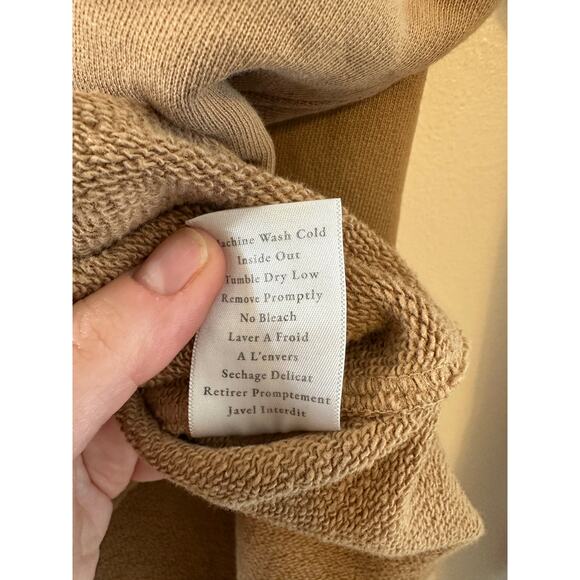 Machine Wash Cold
Inside Out
Tumble Dry Low
Remove Promptly
No Bleach
Laver A Froid
A L'envers
Sechage Delicat
Retirer Promptement
Javel Interdit